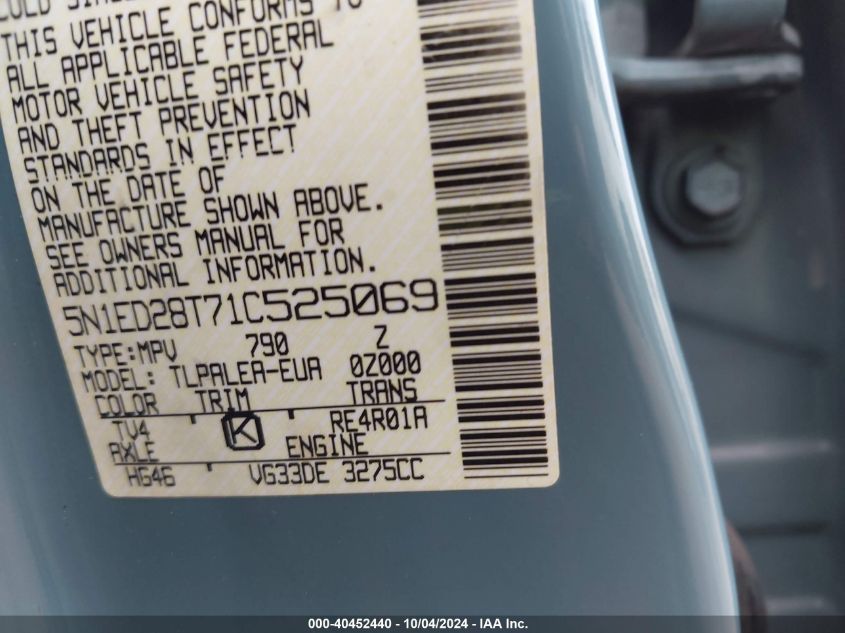 THIS VEHICLE CONFORMS TO
ALL APPLICABLE FEDERAL
MOTOR VEHICLE SAFETY
AND THEFT PREVENTION
STANDARDS IN EFFECT
ON THE DATE OF
MANUFACTURE SHOWN ABOVE.
SEE OWNERS MANUAL FOR
ADDITIONAL INFORMATION.
5N1ED28T71C525069
TYPE:MPV 790 Z
MODEL: TLPALEA-EUA 0Z000
COLOR TRIM TRANS
TV4 K RE4R01A
AXLE ENGINE
HG46 VG33DE 3275CC
000-40452440 - 10/04/2024 - IAA Inc.